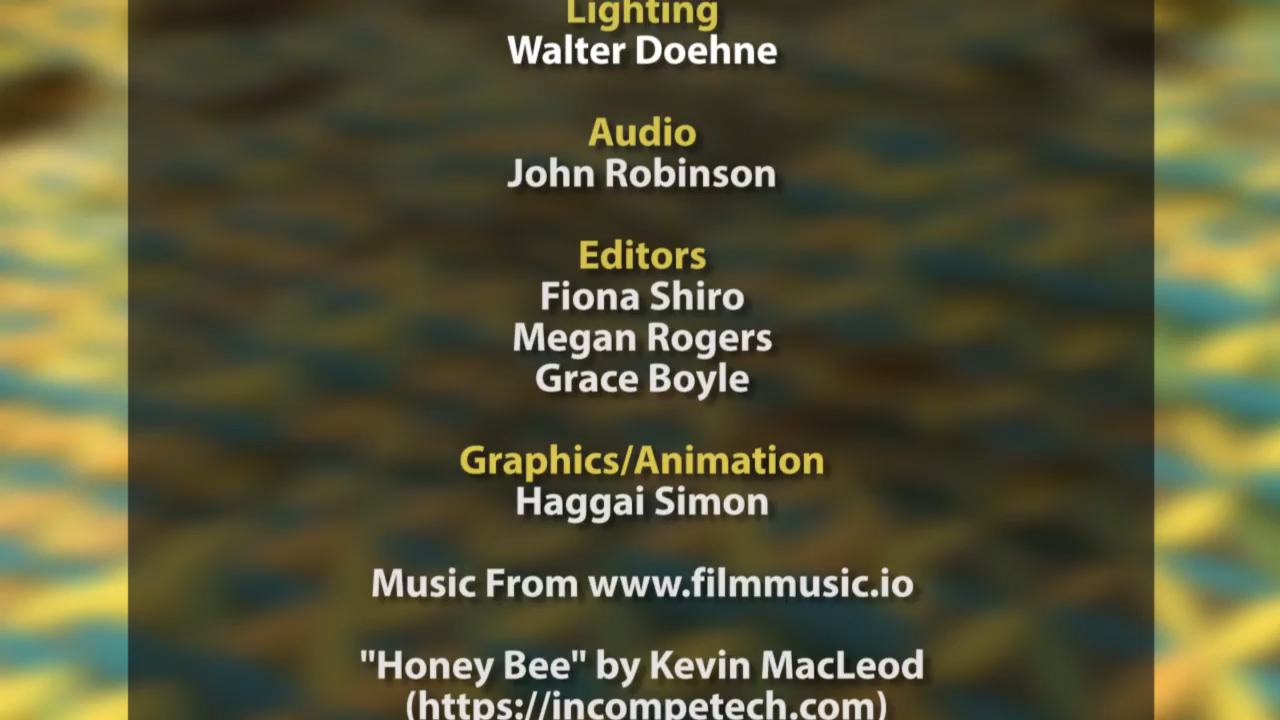 Lighting
Walter Doehne
Audio
John Robinson
Editors
Fiona Shiro
Megan Rogers
Grace Boyle
Graphics/Animation
Haggai Simon
Music From www.filmmusic.io
"Honey Bee" by Kevin MacLeod
(https://incompetech.com)